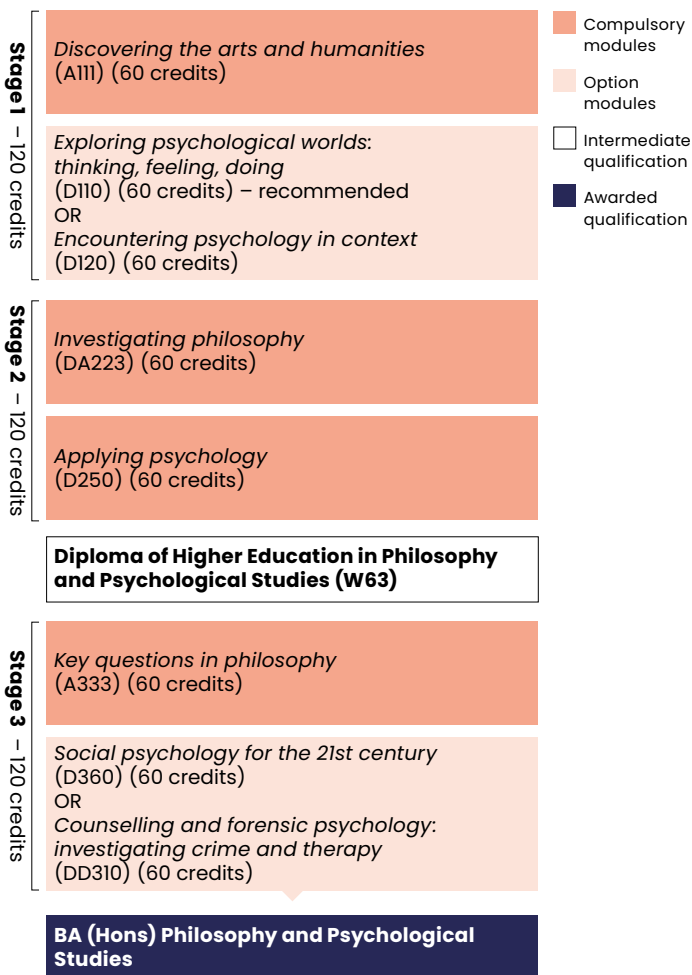 Stage 1 – 120 credits
Discovering the arts and humanities
(A111) (60 credits)
Exploring psychological worlds:
thinking, feeling, doing
(D110) (60 credits) – recommended
OR
Encountering psychology in context
(D120) (60 credits)
Compulsory
modules
Option
modules
Intermediate
qualification
Awarded
qualification
Stage 2 – 120 credits
Investigating philosophy
(DA223) (60 credits)
Applying psychology
(D250) (60 credits)
Diploma of Higher Education in Philosophy
and Psychological Studies (W63)
Stage 3 – 120 credits
Key questions in philosophy
(A333) (60 credits)
Social psychology for the 21st century
(D360) (60 credits)
OR
Counselling and forensic psychology:
investigating crime and therapy
(DD310) (60 credits)
BA (Hons) Philosophy and Psychological
Studies